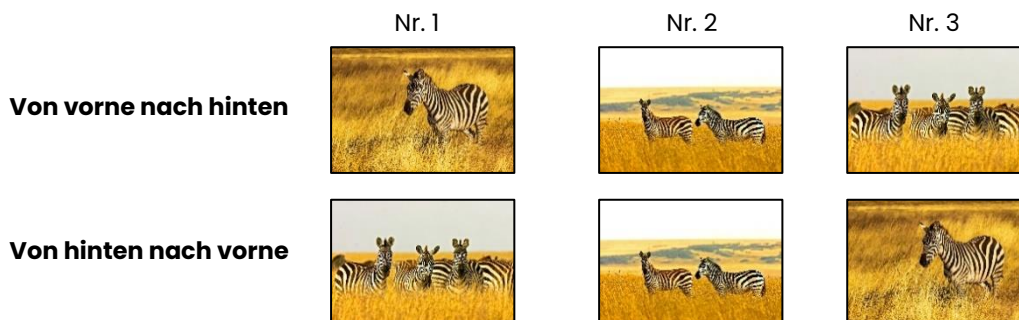 Nr. 1 Nr. 2 Nr. 3
Von vorne nach hinten
Von hinten nach vorne